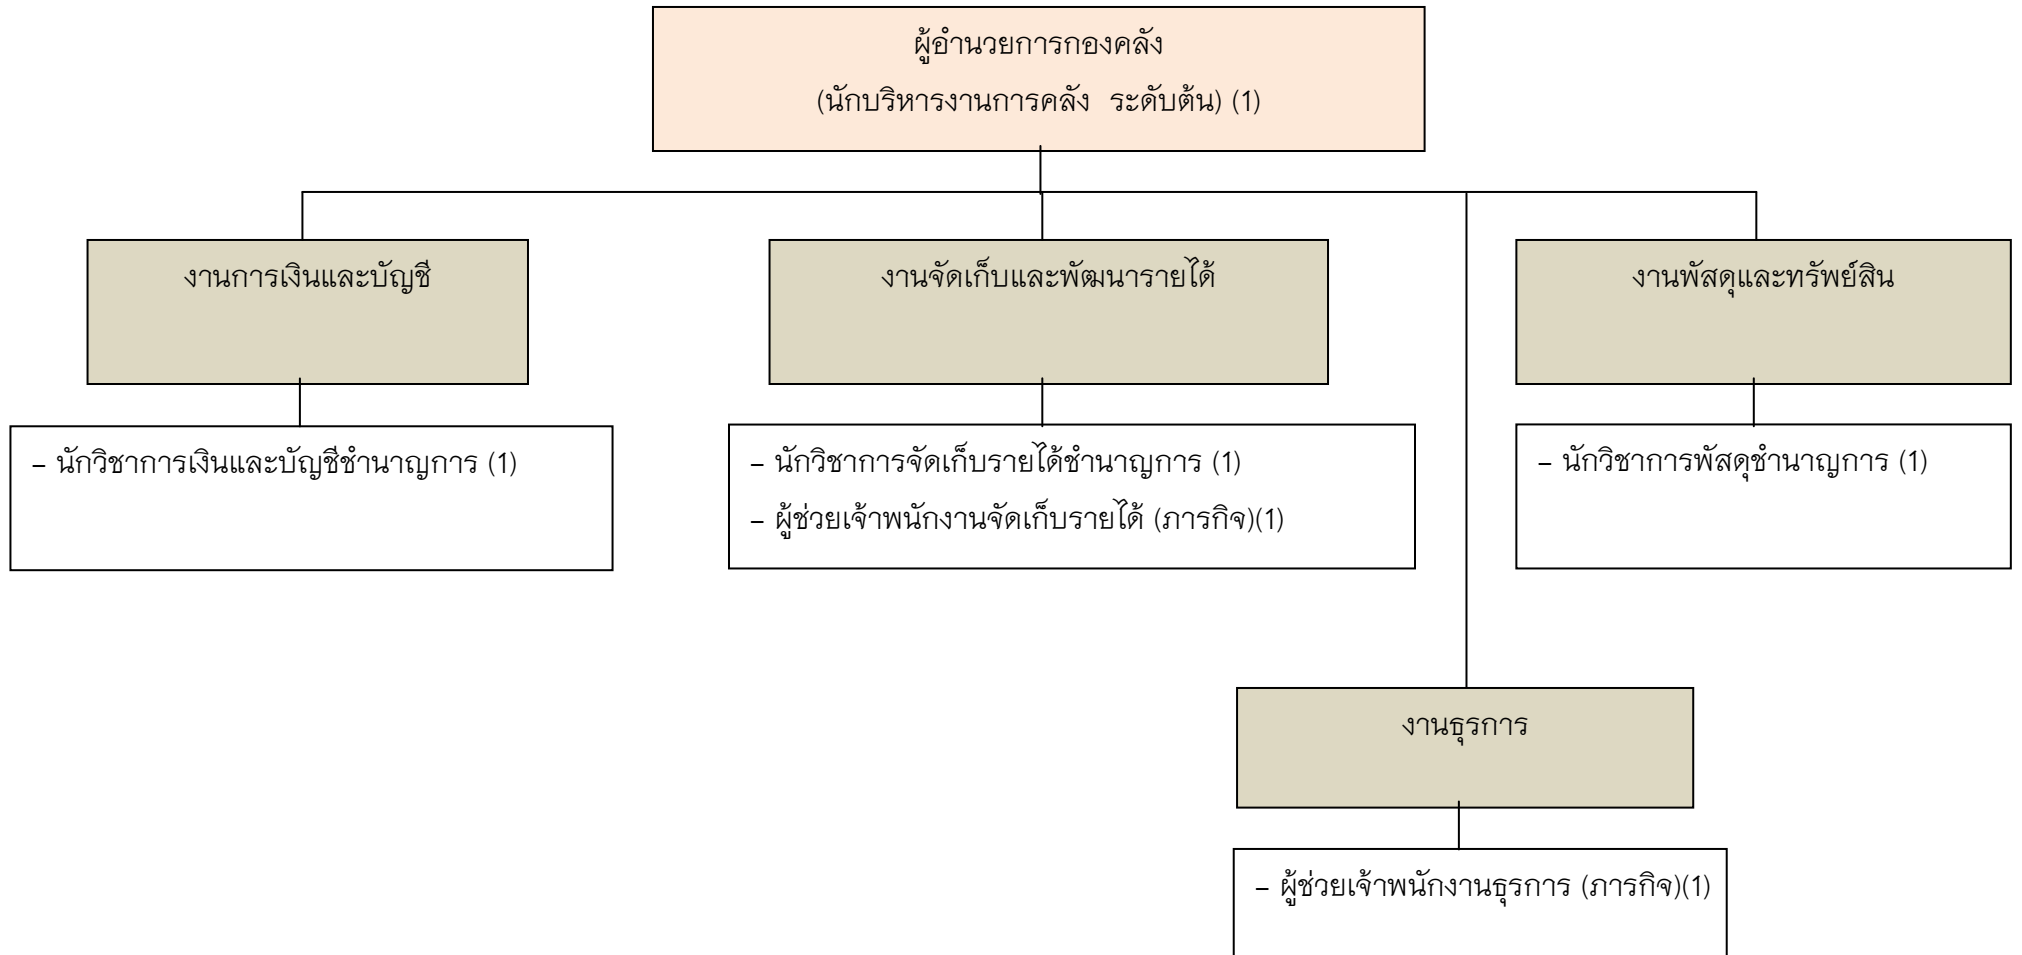 ผู้อำนวยการกองคลัง
(นักบริหารงานการคลัง ระดับต้น) (1)
งานการเงินและบัญชี
งานจัดเก็บและพัฒนารายได้
งานพัสดุและทรัพย์สิน
– นักวิชาการเงินและบัญชีชำนาญการ (1)
– นักวิชาการจัดเก็บรายได้ชำนาญการ (1)
– ผู้ช่วยเจ้าพนักงานจัดเก็บรายได้ (ภารกิจ)(1)
– นักวิชาการพัสดุชำนาญการ (1)
งานธุรการ
– ผู้ช่วยเจ้าพนักงานธุรการ (ภารกิจ)(1)